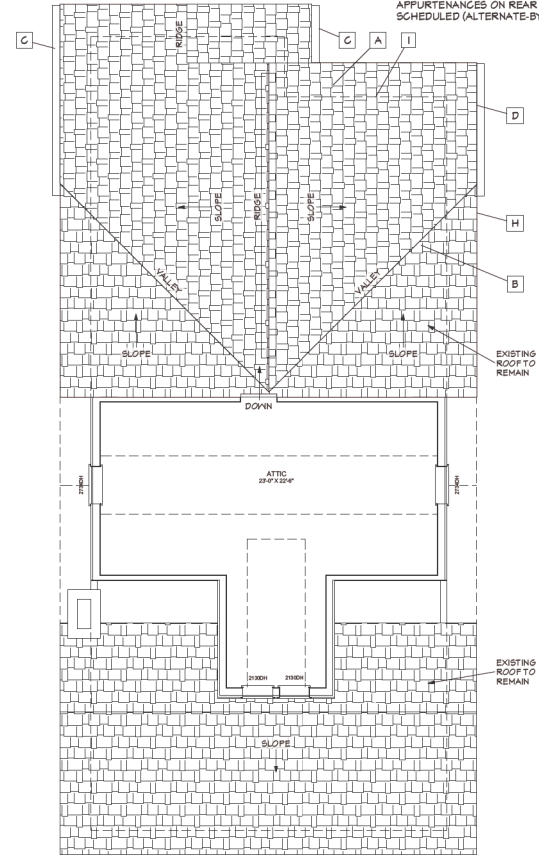 APPURTENANCES ON REAR
SCHEDULED (ALTERNATE-BY
C
RIDGE
C
A
I
D
SLOPE
RIDGE
SLOPE
H
B
VALLEY
VALLEY
SLOPE
SLOPE
EXISTING
ROOF TO
REMAIN
DOWN
ATTIC
23'-0" X 22'-6"
EXISTING
ROOF TO
REMAIN
2130DH
2130DH
SLOPE